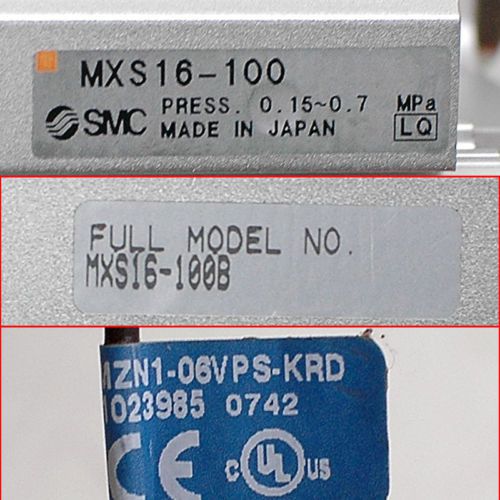 MXS16-100
SMC PRESS. 0.15~0.7 MPa
MADE IN JAPAN LQ
FULL MODEL NO.
MXS16-100B
MZN1-06VPS-KRD
1023985 0742
CE c UL US